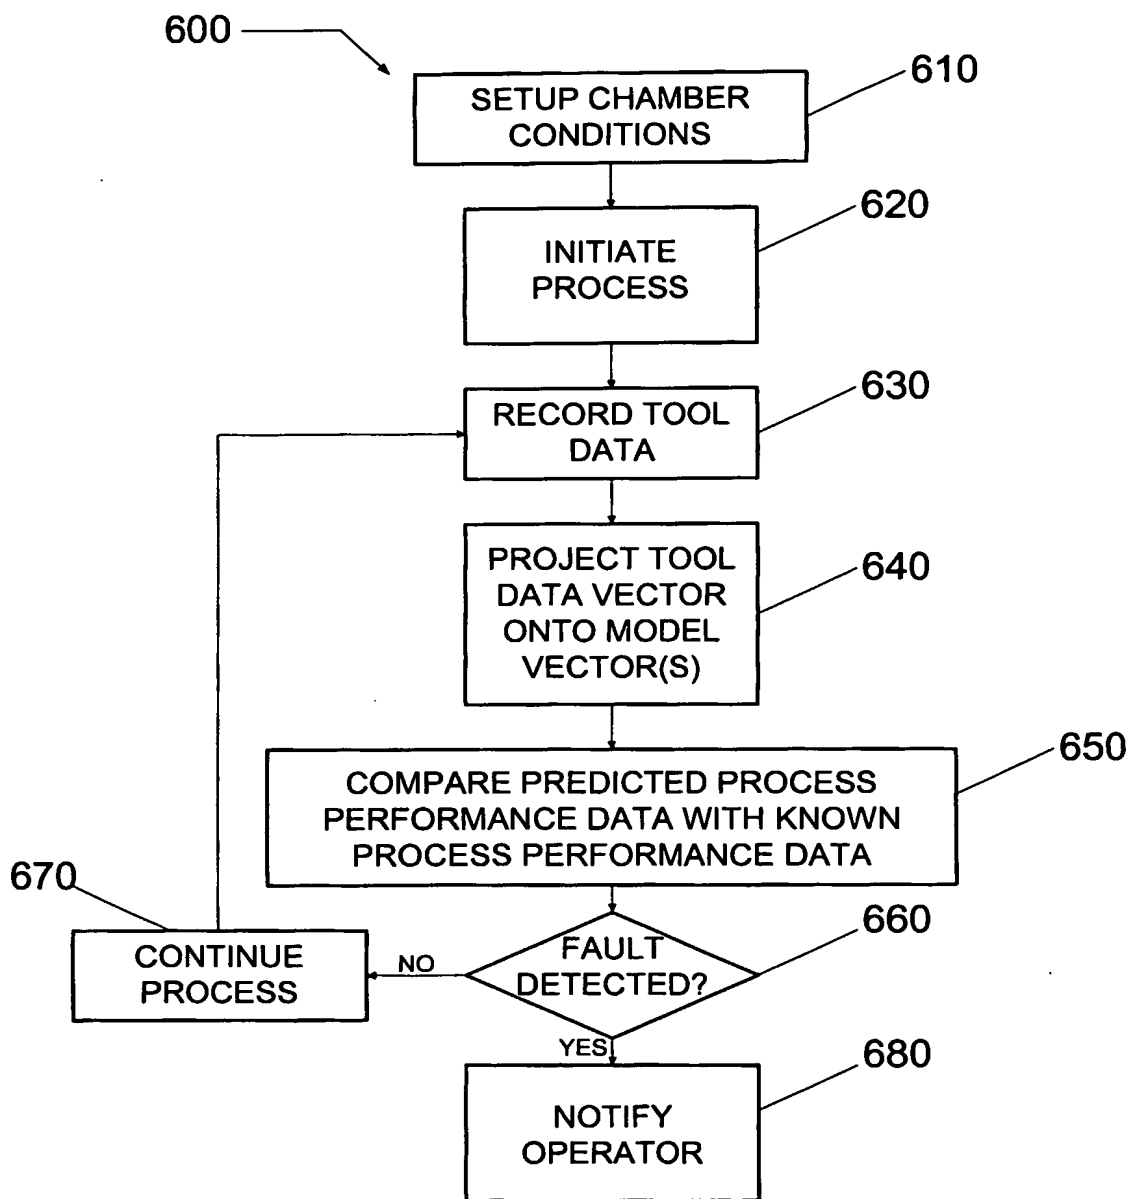 600
610
SETUP CHAMBER
CONDITIONS
620
INITIATE
PROCESS
630
RECORD TOOL
DATA
640
PROJECT TOOL
DATA VECTOR
ONTO MODEL
VECTOR(S)
650
COMPARE PREDICTED PROCESS
PERFORMANCE DATA WITH KNOWN
PROCESS PERFORMANCE DATA
660
FAULT
DETECTED?
NO
670
CONTINUE
PROCESS
YES
680
NOTIFY
OPERATOR